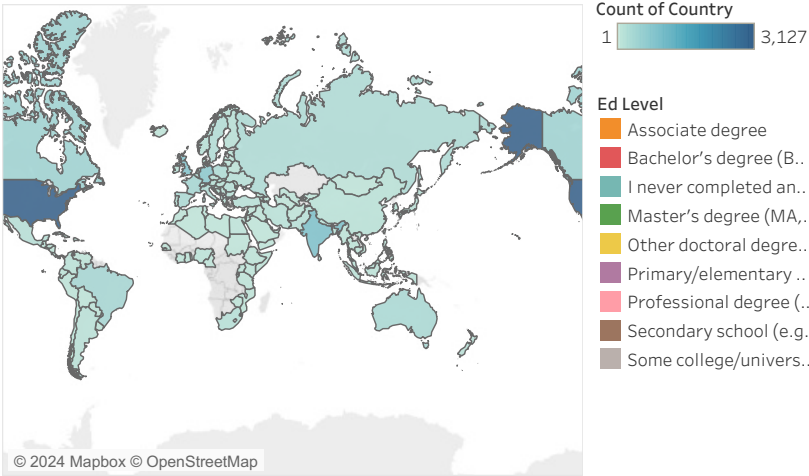 Count of Country
1 3,127
Ed Level
Associate degree
Bachelor's degree (B..
I never completed an..
Master's degree (MA,..
Other doctoral degre..
Primary/elementary ..
Professional degree (..
Secondary school (e.g.
Some college/univers..
© 2024 Mapbox © OpenStreetMap